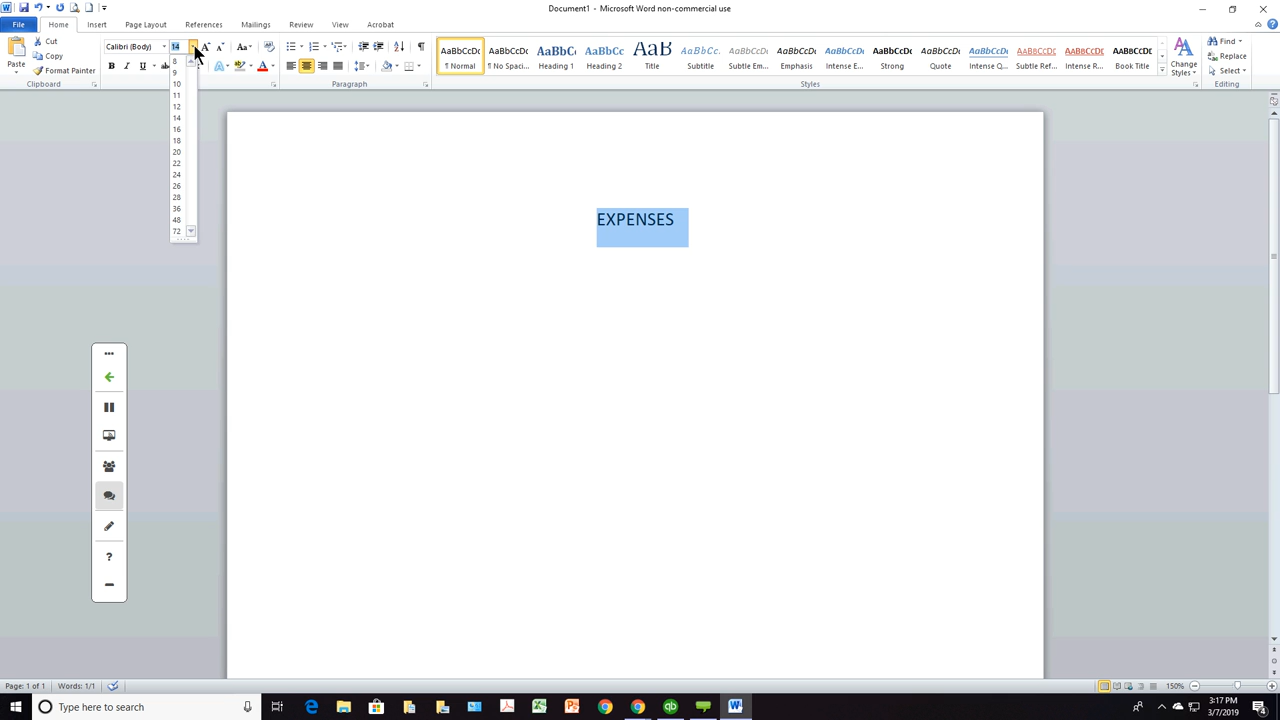 Document1 - Microsoft Word non-commercial use
File Home Insert Page Layout References Mailings Review View Acrobat
Cut
Copy
Format Painter
Paste
Clipboard
Calibri (Body) 14
Aa
B I U abc A ab A
8
9
10
11
12
14
16
18
20
22
24
26
28
36
48
72
Paragraph
AaBbCcDc AaBbCcDc AaBbCc AaBbCc AaB AaBbCc. AaBbCcDc AaBbCcDc AaBbCcDc AaBbCcDc AaBbCcDc AaBbCcDc AaBbCcDc AaBbCcDc
¶ Normal ¶ No Spaci... Heading 1 Heading 2 Title Subtitle Subtle Em... Emphasis Intense E... Strong Quote Intense Q... Subtle Ref... Intense R... Book Title
Change
Styles
Styles
Find
Replace
Select
Editing
EXPENSES
?
Page: 1 of 1 Words: 1/1 150%
Type here to search
3:17 PM
3/7/2019